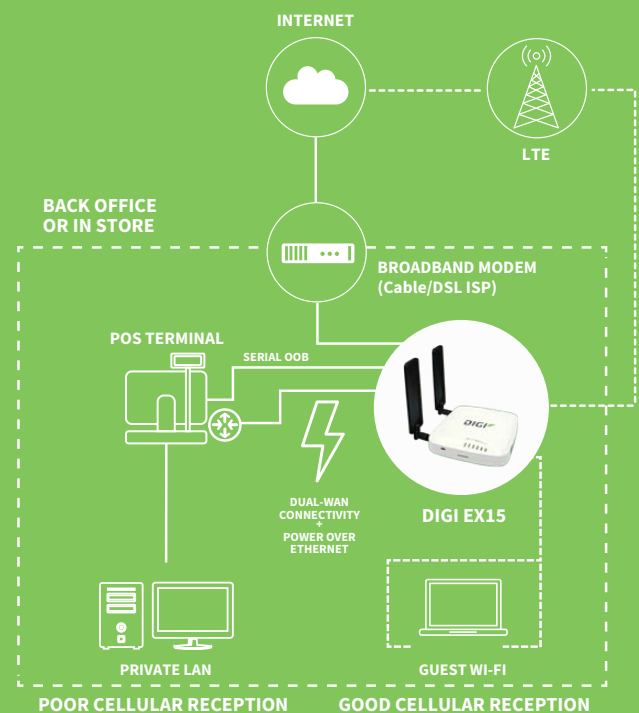 INTERNET
LTE
BACK OFFICE
OR IN STORE
BROADBAND MODEM
(Cable/DSL ISP)
POS TERMINAL
SERIAL OOB
DIGI
DUAL-WAN
CONNECTIVITY
+
POWER OVER
ETHERNET
DIGI EX15
PRIVATE LAN
GUEST WI-FI
POOR CELLULAR RECEPTION
GOOD CELLULAR RECEPTION